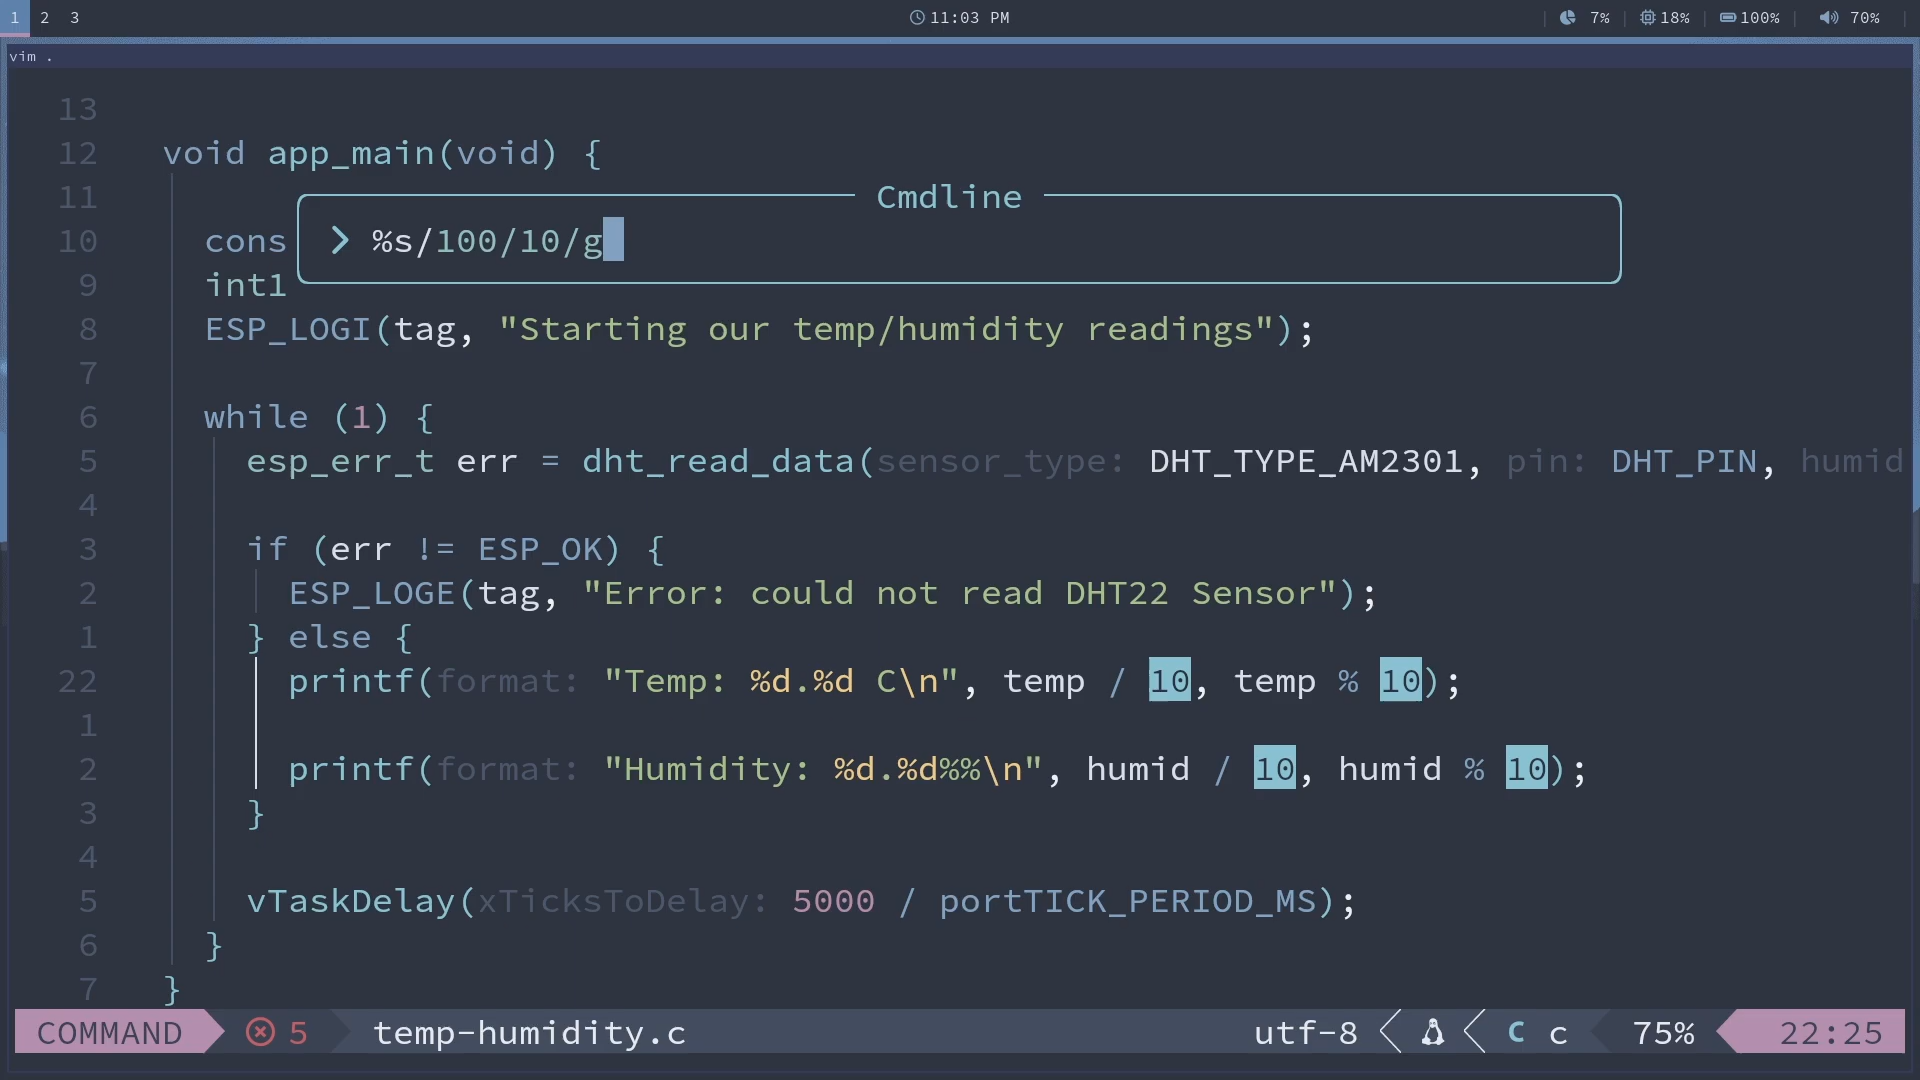 1 2 3 11:03 PM 7% 18% 100% 70%
vim .
13
12 void app_main(void) {
11 Cmdline
10 cons %s/100/10/g
9 int1
8 ESP_LOGI(tag, "Starting our temp/humidity readings");
7
6 while (1) {
5 esp_err_t err = dht_read_data(sensor_type: DHT_TYPE_AM2301, pin: DHT_PIN, humid
4
3 if (err != ESP_OK) {
2 ESP_LOGE(tag, "Error: could not read DHT22 Sensor");
1 } else {
22 printf(format: "Temp: %d.%d C\n", temp / 10, temp % 10);
1
2 printf(format: "Humidity: %d.%d%%\n", humid / 10, humid % 10);
3 }
4
5 vTaskDelay(xTicksToDelay: 5000 / portTICK_PERIOD_MS);
6 }
7 }
COMMAND 5 temp-humidity.c utf-8 C c 75% 22:25